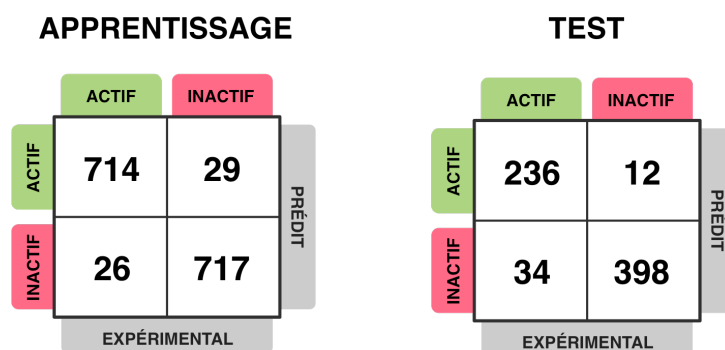 APPRENTISSAGE
ACTIF INACTIF
ACTIF 714 29
INACTIF 26 717
PRÉDIT
EXPÉRIMENTAL
TEST
ACTIF INACTIF
ACTIF 236 12
INACTIF 34 398
PRÉDIT
EXPÉRIMENTAL